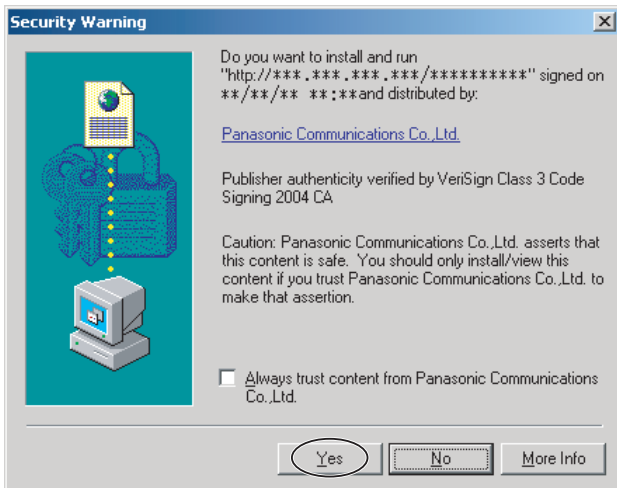 Security Warning
Do you want to install and run
"http://***.***.***.***/**********" signed on
**/**/** **:**and distributed by:
Panasonic Communications Co.,Ltd.
Publisher authenticity verified by VeriSign Class 3 Code
Signing 2004 CA
Caution: Panasonic Communications Co.,Ltd. asserts that
this content is safe. You should only install/view this
content if you trust Panasonic Communications Co.,Ltd. to
make that assertion.
Always trust content from Panasonic Communications
Co.,Ltd.
Yes No More Info